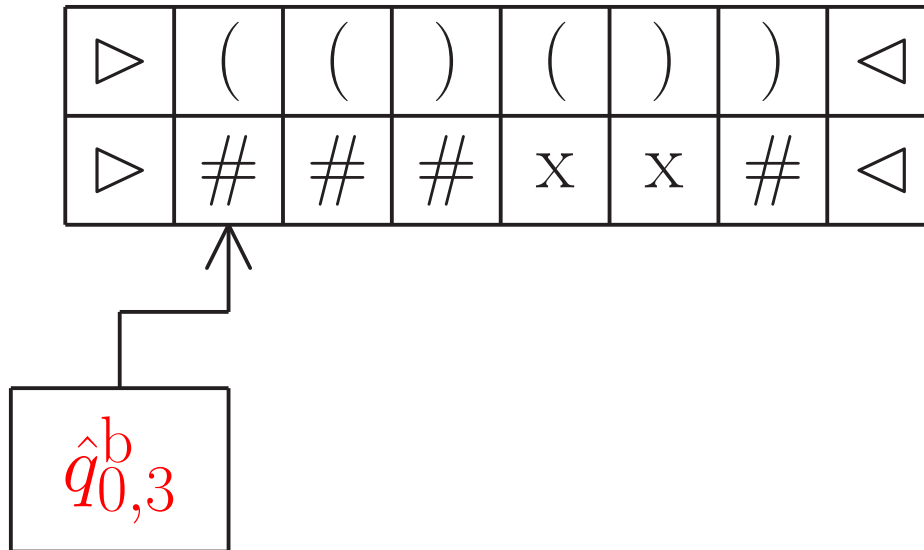 ▷ ( ( ) ( ) ) ◁
▷ # # # x x # ◁
q̂^b_{0,3}